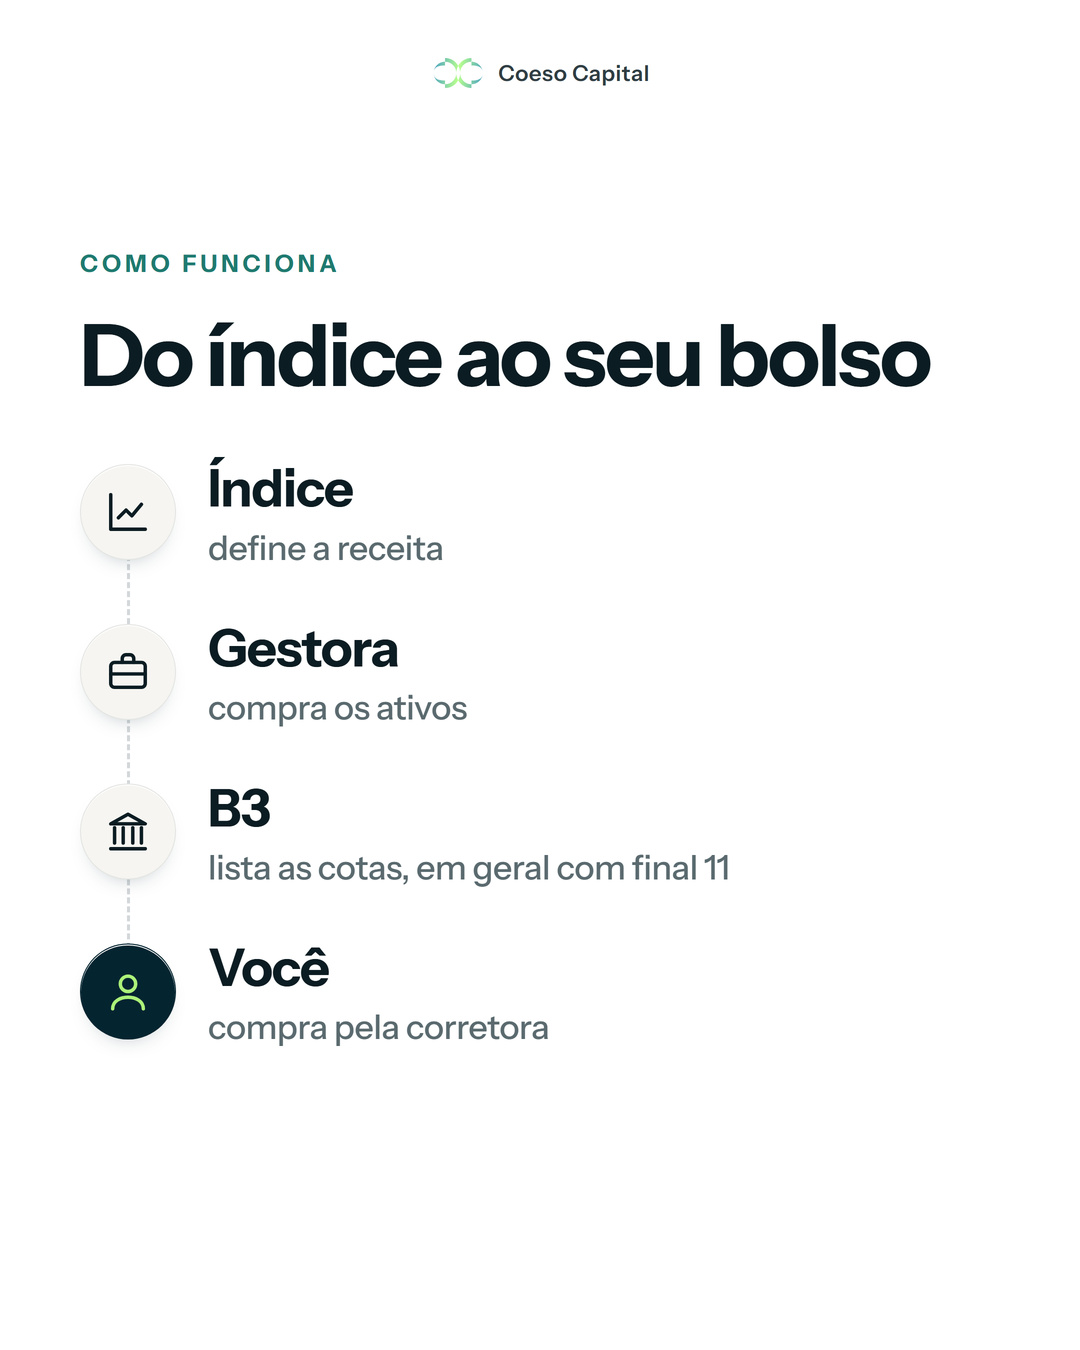 Coeso Capital
COMO FUNCIONA
Do índice ao seu bolso
Índice
define a receita
Gestora
compra os ativos
B3
lista as cotas, em geral com final 11
Você
compra pela corretora